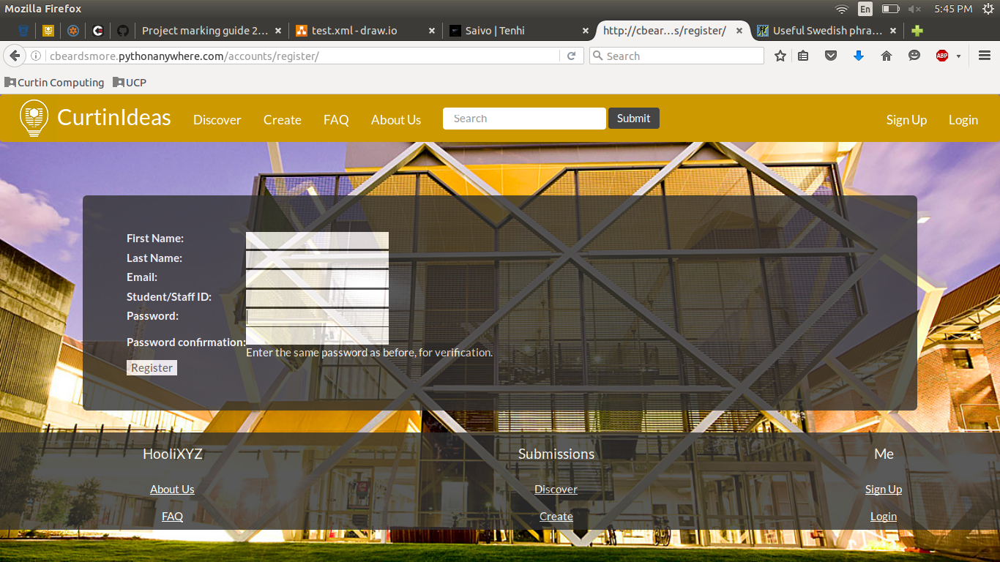 Mozilla Firefox
En
5:45 PM
Project marking guide 2...
test.xml - draw.io
Saivo | Tenhi
http://cbear...s/register/
Useful Swedish phra...
cbeardsmore.pythonanywhere.com/accounts/register/
Search
ABP
Curtin Computing
UCP
CurtinIdeas
Discover
Create
FAQ
About Us
Search
Submit
Sign Up
Login
First Name:
Last Name:
Email:
Student/Staff ID:
Password:
Password confirmation:
Enter the same password as before, for verification.
Register
HooliXYZ
Submissions
Me
About Us
Discover
Sign Up
FAQ
Create
Login